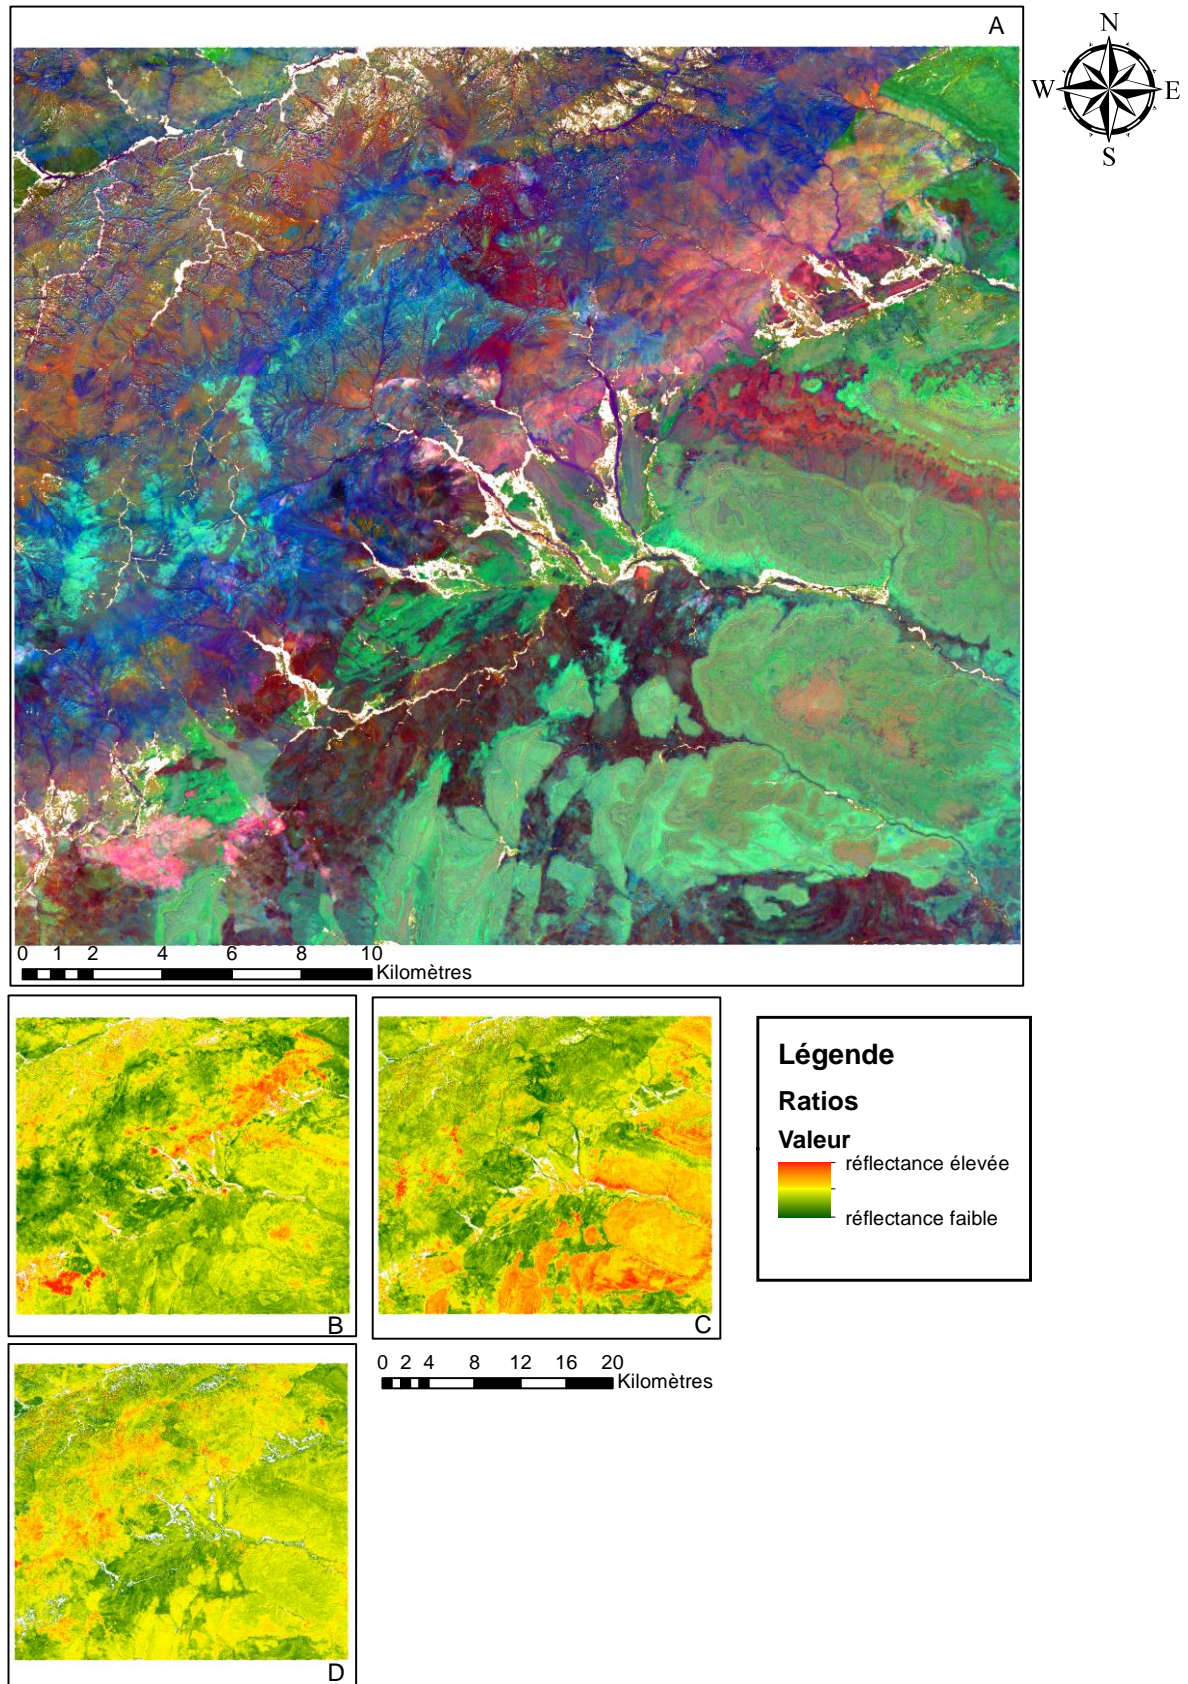 A
N
W E
S
0 1 2 4 6 8 10
Kilomètres
B
C
Légende
Ratios
Valeur
réflectance élevée
réflectance faible
0 2 4 8 12 16 20
Kilomètres
D